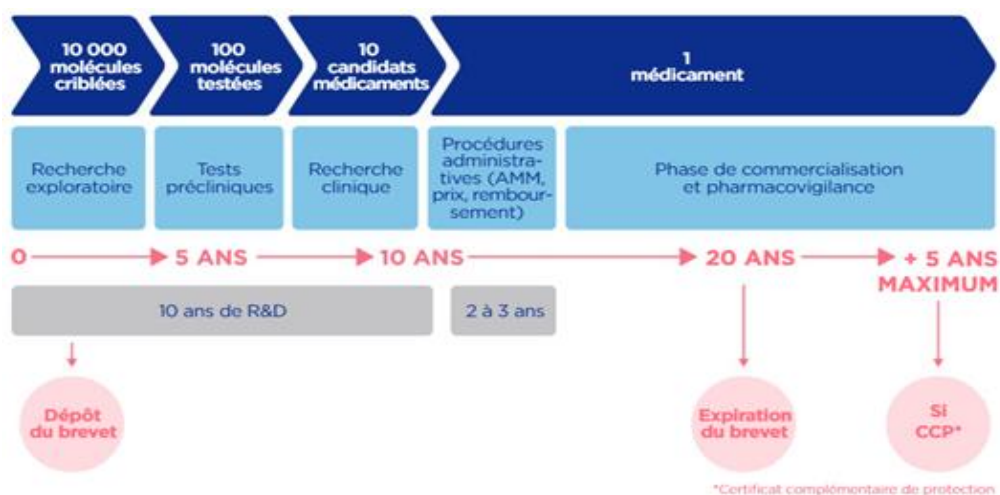 10 000
molécules
criblées
100
molécules
testées
10
candidats
médicaments
1
médicament
Recherche
exploratoire
Tests
précliniques
Recherche
clinique
Procédures
administra-
tives (AMM,
prix, rembour-
sement)
Phase de commercialisation
et pharmacovigilance
0
5 ANS
10 ANS
20 ANS
+ 5 ANS
MAXIMUM
10 ans de R&D
2 à 3 ans
Dépôt
du brevet
Expiration
du brevet
Si
CCP*
*Certificat complémentaire de protection